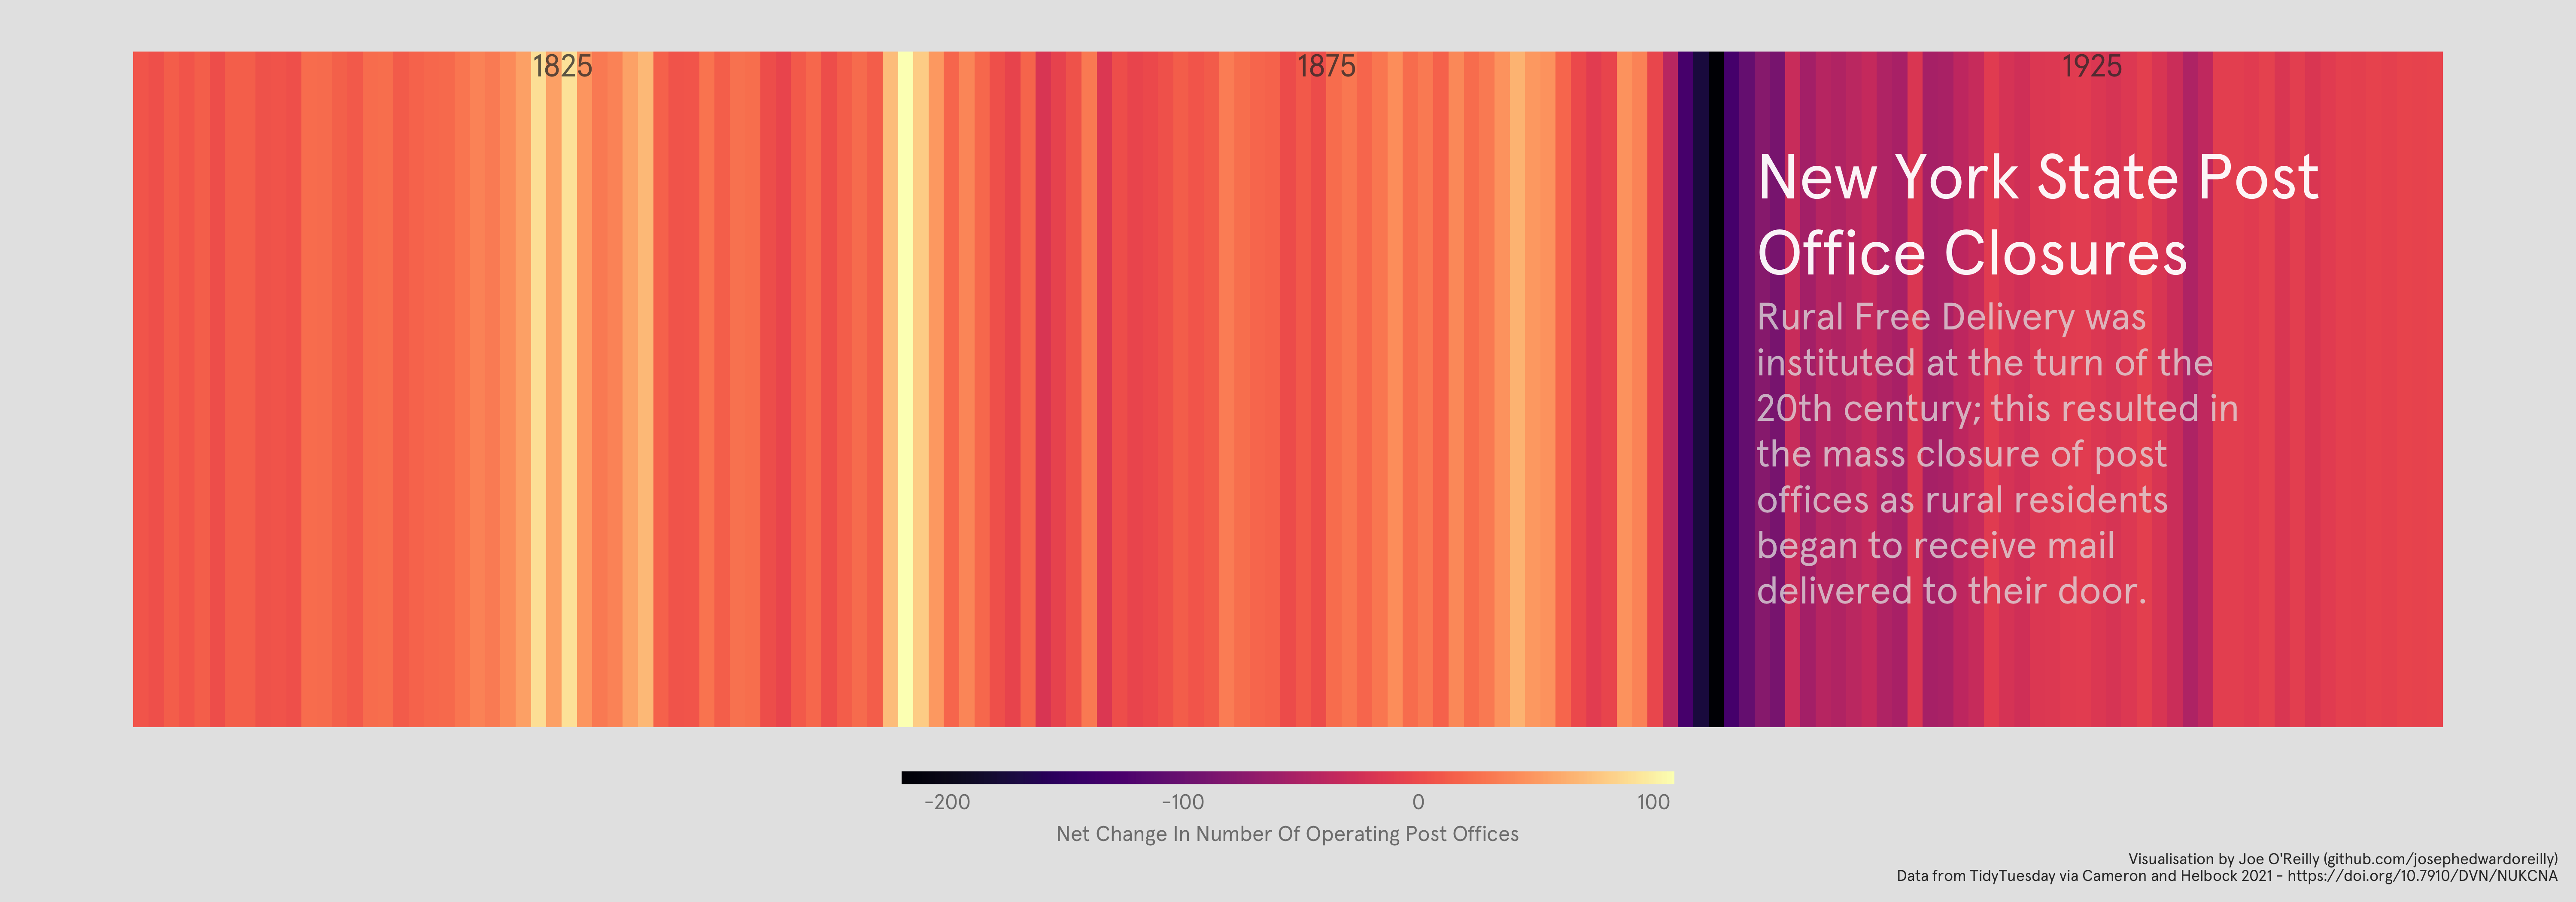 1825
1875
1925
New York State Post
Office Closures
Rural Free Delivery was
instituted at the turn of the
20th century; this resulted in
the mass closure of post
offices as rural residents
began to receive mail
delivered to their door.
-200
-100
0
100
Net Change In Number Of Operating Post Offices
Visualisation by Joe O'Reilly (github.com/josephedwardoreilly)
Data from TidyTuesday via Cameron and Helbock 2021 - https://doi.org/10.7910/DVN/NUKCNA